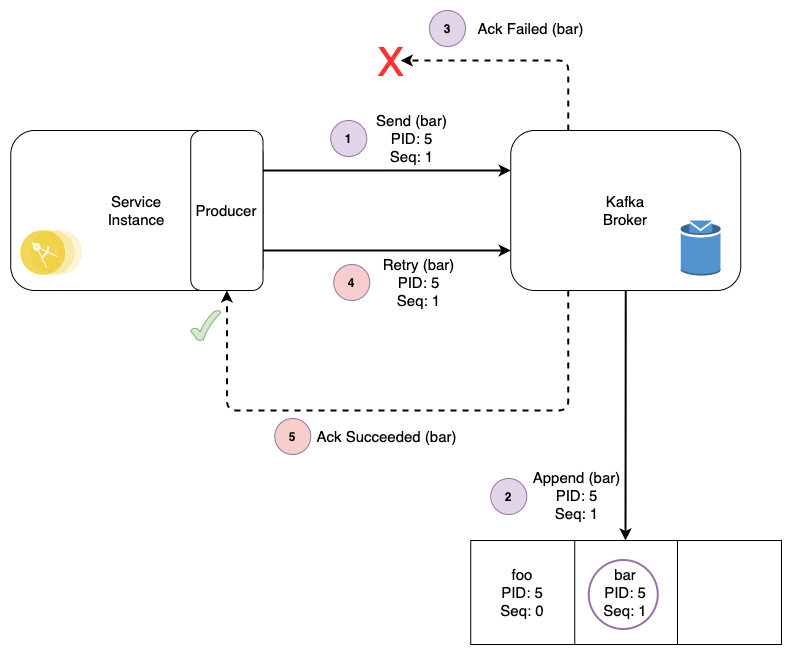 3
Ack Failed (bar)
X
1
Send (bar)
PID: 5
Seq: 1
Service
Instance
Producer
Kafka
Broker
4
Retry (bar)
PID: 5
Seq: 1
5
Ack Succeeded (bar)
2
Append (bar)
PID: 5
Seq: 1
foo
PID: 5
Seq: 0
bar
PID: 5
Seq: 1